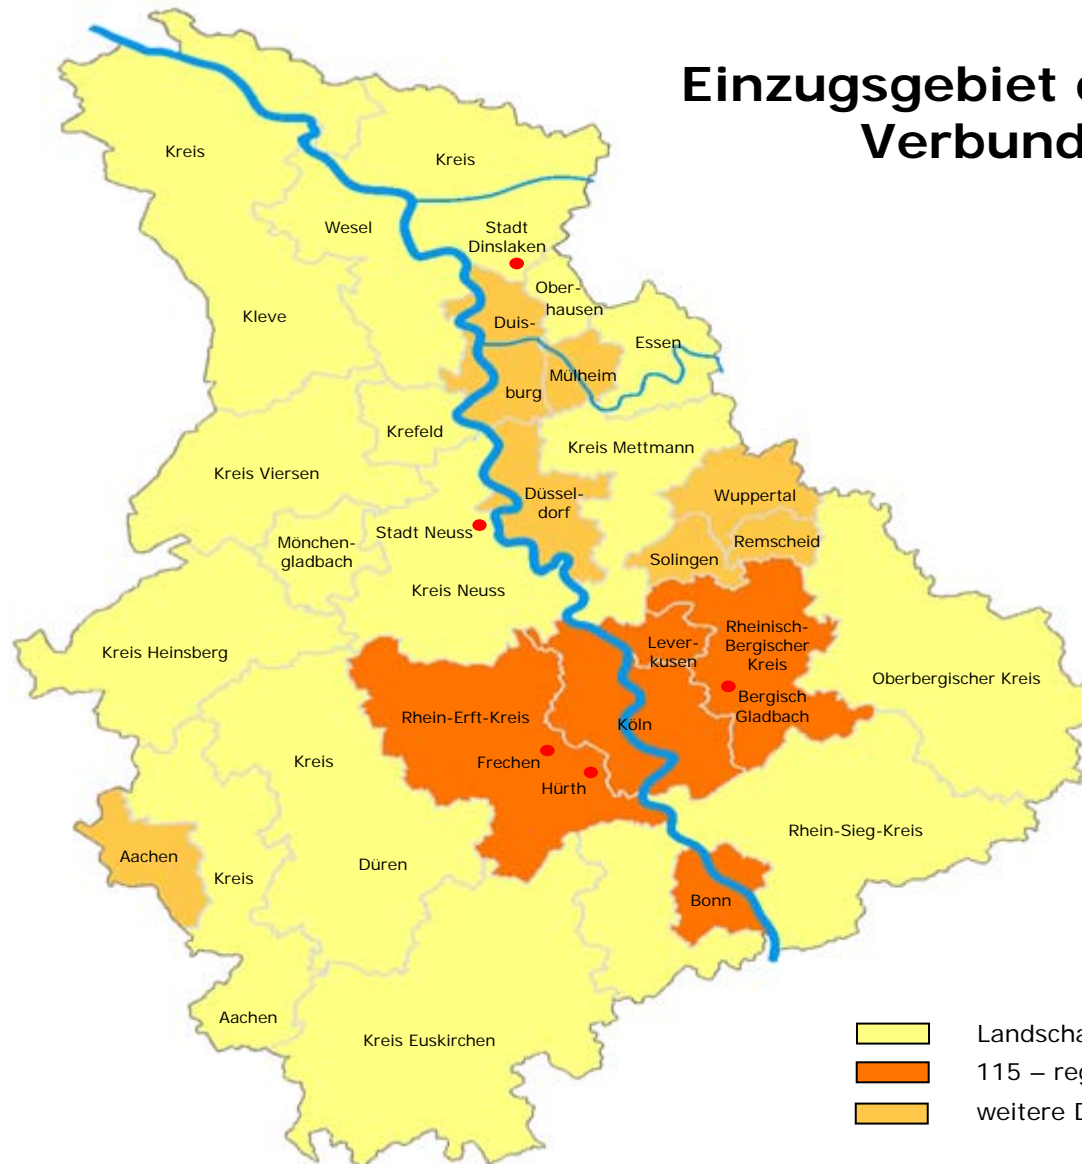 Einzugsgebiet
Verbund
Kreis
Kreis
Wesel
Stadt
Dinslaken
Ober-
hausen
Kleve
Duis-
Essen
Mülheim
burg
Krefeld
Kreis Mettmann
Kreis Viersen
Düssel-
dorf
Wuppertal
Stadt Neuss
Mönchen-
gladbach
Remscheid
Solingen
Kreis Neuss
Rheinisch-
Bergischer
Kreis
Lever-
kusen
Kreis Heinsberg
Oberbergischer Kreis
Bergisch
Gladbach
Rhein-Erft-Kreis
Köln
Kreis
Frechen
Hürth
Rhein-Sieg-Kreis
Aachen
Düren
Kreis
Bonn
Aachen
Kreis Euskirchen
Landscha
115 – reg
weitere D